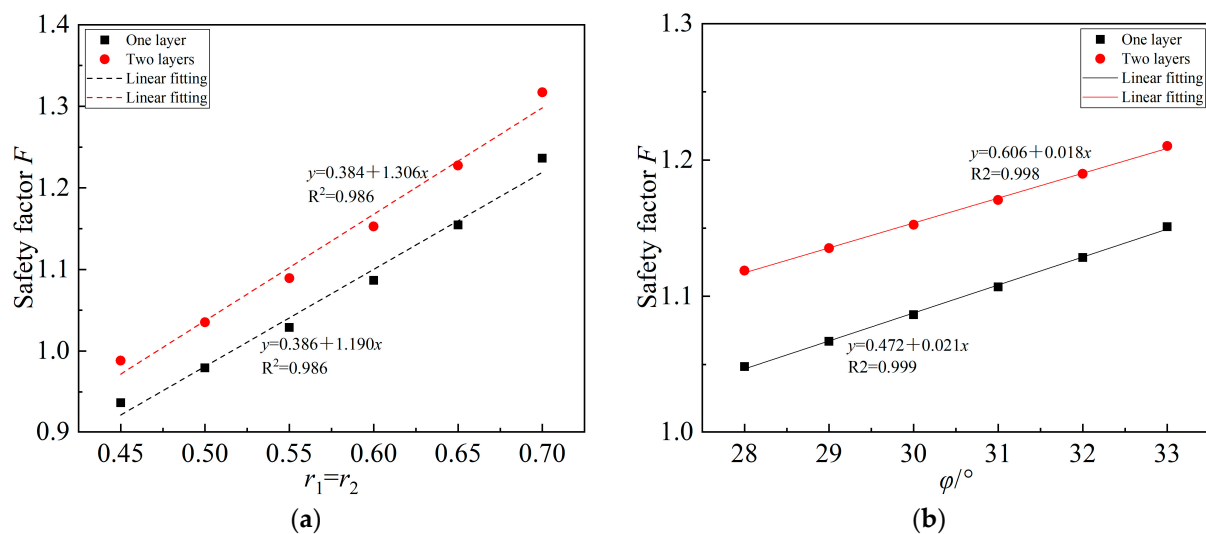 1.4
1.3
1.2
1.1
1.0
0.9
Safety factor F
One layer
Two layers
Linear fitting
Linear fitting
y=0.384+1.306x
R²=0.986
y=0.386+1.190x
R²=0.986
0.45 0.50 0.55 0.60 0.65 0.70
r₁=r₂
(a)
1.3
1.2
1.1
1.0
Safety factor F
One layer
Two layers
Linear fitting
Linear fitting
y=0.606+0.018x
R2=0.998
y=0.472+0.021x
R2=0.999
28 29 30 31 32 33
φ/°
(b)